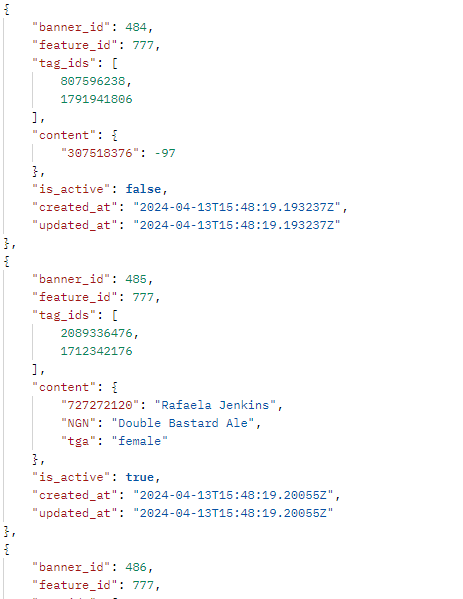 {
"banner_id": 484,
"feature_id": 777,
"tag_ids": [
807596238,
1791941806
],
"content": {
"307518376": -97
},
"is_active": false,
"created_at": "2024-04-13T15:48:19.193237Z",
"updated_at": "2024-04-13T15:48:19.193237Z"
},
{
"banner_id": 485,
"feature_id": 777,
"tag_ids": [
2089336476,
1712342176
],
"content": {
"727272120": "Rafaela Jenkins",
"NGN": "Double Bastard Ale",
"tga": "female"
},
"is_active": true,
"created_at": "2024-04-13T15:48:19.20055Z",
"updated_at": "2024-04-13T15:48:19.20055Z"
},
{
"banner_id": 486,
"feature_id": 777,